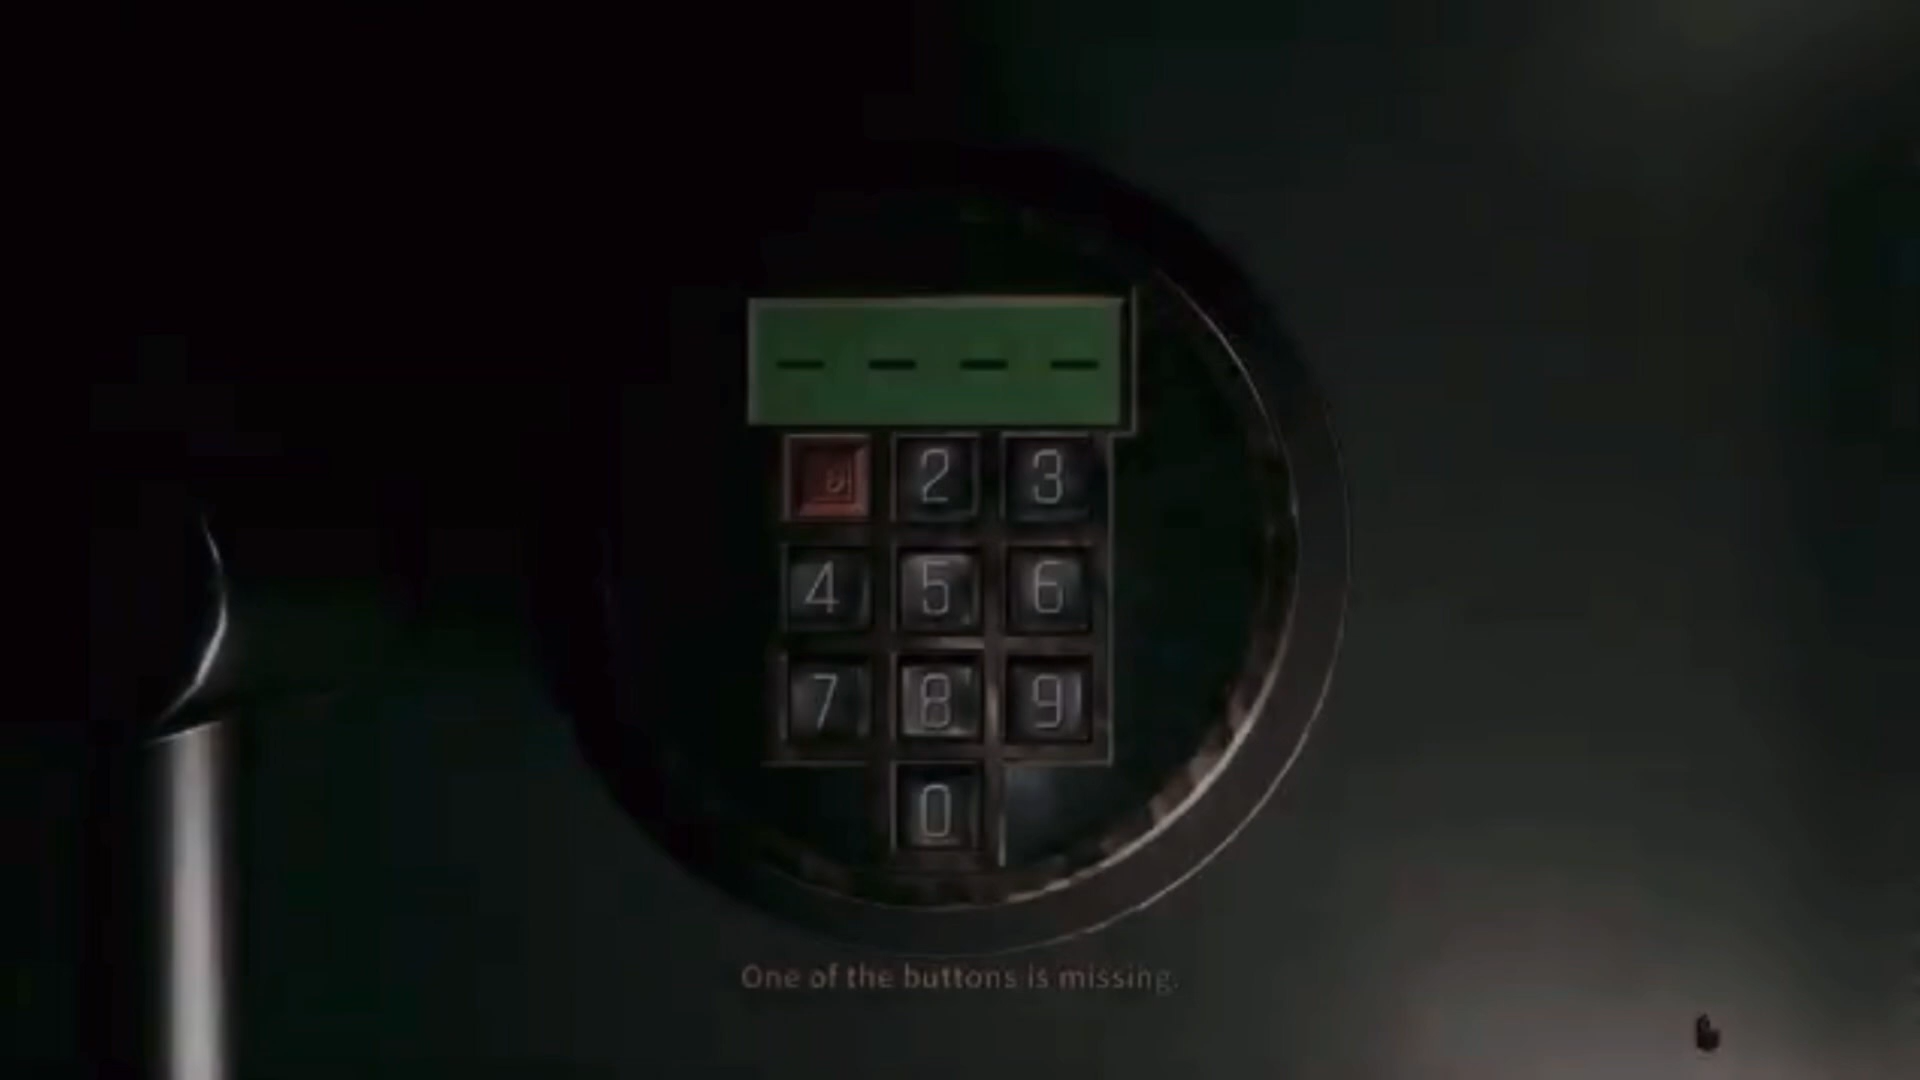 – – – –
2 3
4 5 6
7 8 9
0
One of the buttons is missing.